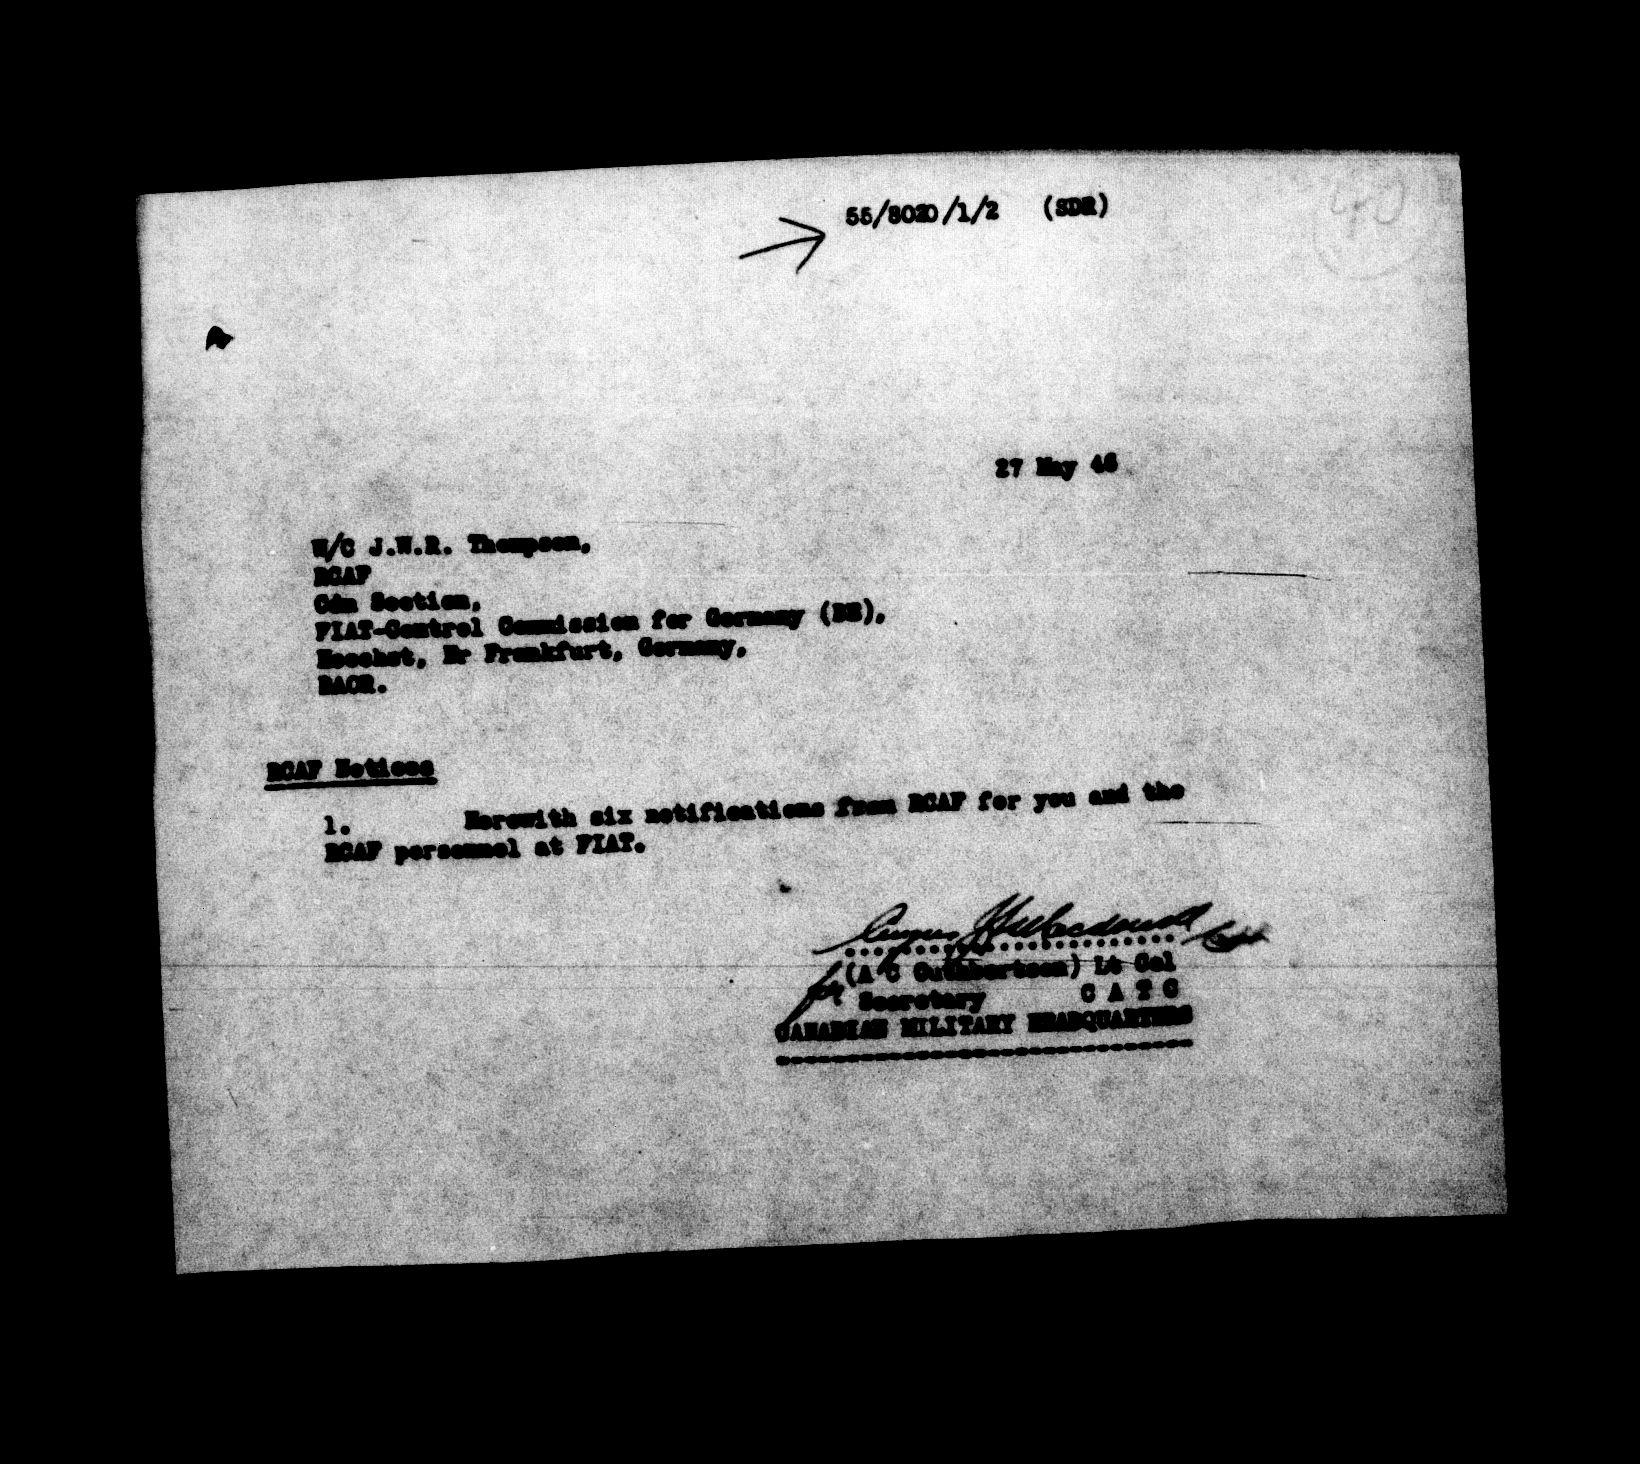 55/8020/1/2 (SDR)
27 May 46
W/C J.W.R. Thompson,
RCAF
Cdn Section,
FIAT-Control Commission for Germany (BE),
Hoechst, Nr Frankfurt, Germany,
BAOR.
RCAF Notices
1. Herewith six notifications from RCAF for you and the
RCAF personnel at FIAT.
Capt
for (A C Cuthbertson) Lt Col
Secretary C A T C
CANADIAN MILITARY HEADQUARTERS